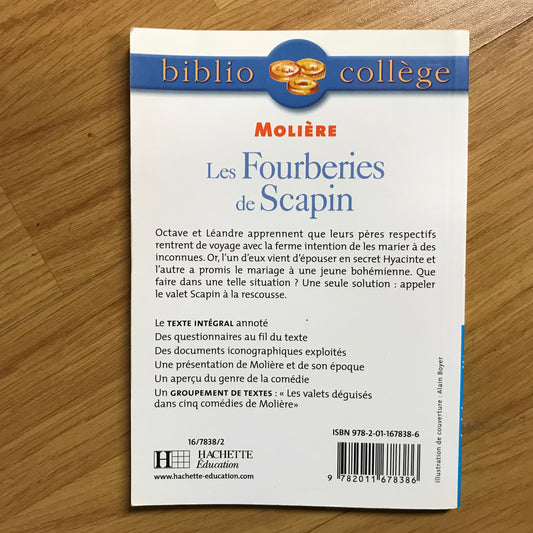 biblio collège
MOLIÈRE
Les Fourberies
de Scapin
Octave et Léandre apprennent que leurs pères respectifs
rentrent de voyage avec la ferme intention de les marier à des
inconnues. Or, l'un d'eux vient d'épouser en secret Hyacinte et
l'autre a promis le mariage à une jeune bohémienne. Que
faire dans une telle situation ? Une seule solution : appeler
le valet Scapin à la rescousse.
Le TEXTE INTÉGRAL annoté
Des questionnaires au fil du texte
Des documents iconographiques exploités
Une présentation de Molière et de son époque
Un aperçu du genre de la comédie
Un GROUPEMENT DE TEXTES : « Les valets déguisés
dans cinq comédies de Molière»
Illustration de couverture : Alain Boyer
16/7838/2
H HACHETTE
Éducation
www.hachette-education.com
ISBN 978-2-01-167838-6
9 782011 678386